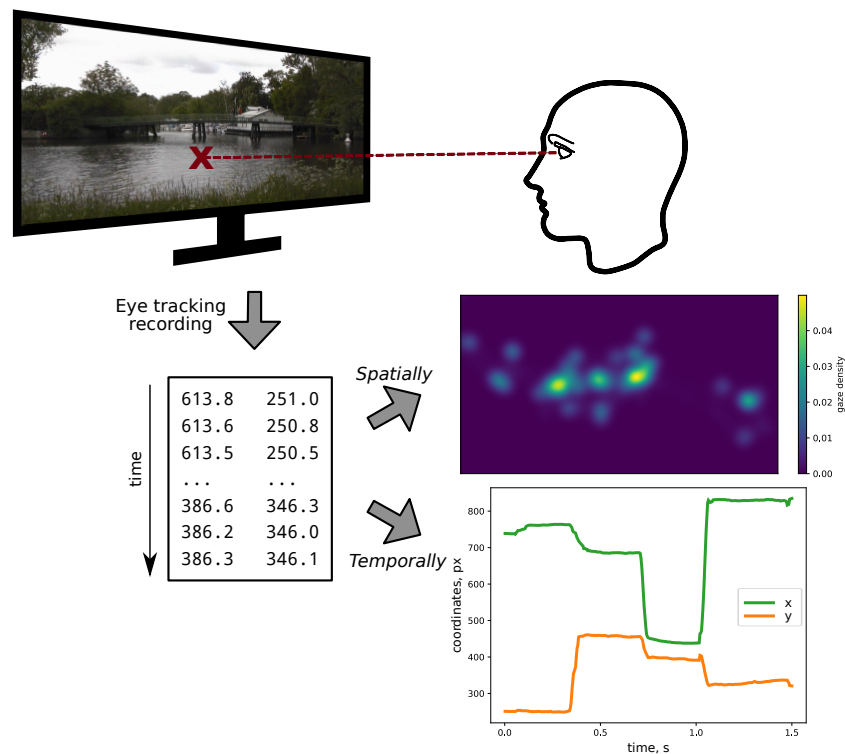 X
Eye tracking
recording
time
613.8 251.0
613.6 250.8
613.5 250.5
... ...
386.6 346.3
386.2 346.0
386.3 346.1
Spatially
Temporally
0.04
0.03
0.02
0.01
0.00
gaze density
800
700
600
500
400
300
coordinates, px
x
y
0.0 0.5 1.0 1.5
time, s